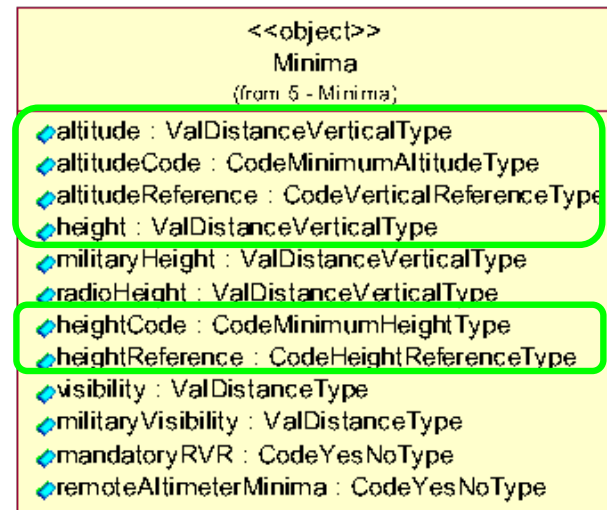 <<object>>
Minima
(from 5 - Minima)
altitude : ValDistanceVerticalType
altitudeCode : CodeMinimumAltitudeType
altitudeReference : CodeVerticalReferenceType
height : ValDistanceVerticalType
militaryHeight : ValDistanceVerticalType
radioHeight : ValDistanceVerticalType
heightCode : CodeMinimumHeightType
heightReference : CodeHeightReferenceType
visibility : ValDistanceType
militaryVisibility : ValDistanceType
mandatoryRVR : CodeYesNoType
remoteAltimeterMinima : CodeYesNoType